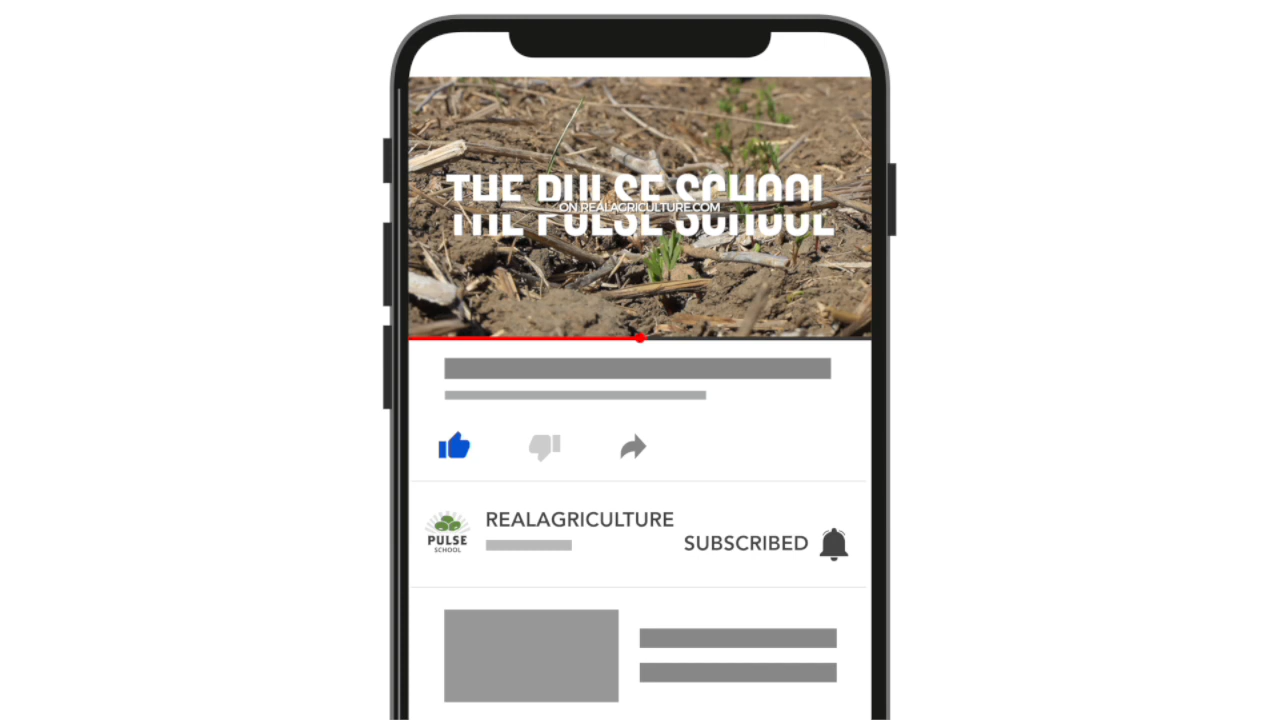 THE PULSE SCHOOL
ON REALAGRICULTURE.COM
PULSE
SCHOOL
REALAGRICULTURE
SUBSCRIBED